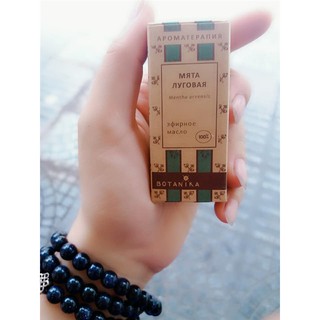 АРОМАТЕРАПИЯ
МЯТА
ЛУГОВАЯ
Mentha arvensis
эфирное
масло
BOTANIKA